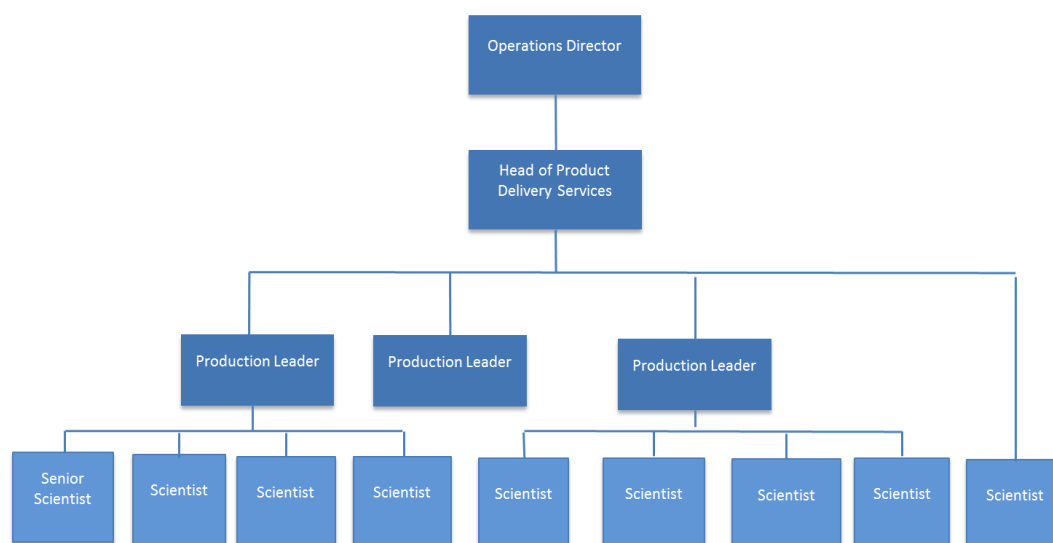 Operations Director
Head of Product
Delivery Services
Production Leader
Production Leader
Production Leader
Senior
Scientist
Scientist
Scientist
Scientist
Scientist
Scientist
Scientist
Scientist
Scientist